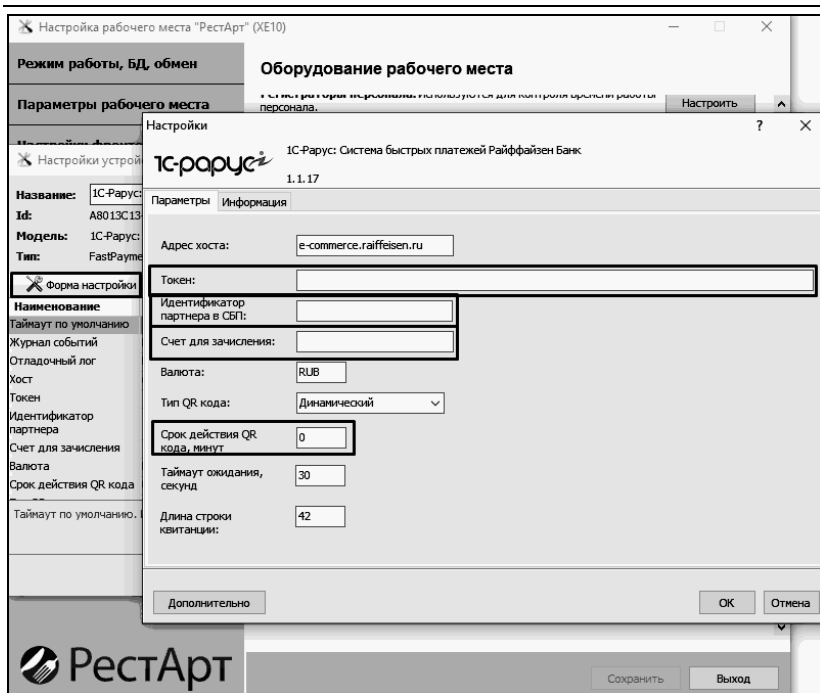 Настройка рабочего места "РестАрт" (XE10)
Режим работы, БД, обмен
Параметры рабочего места
Оборудование рабочего места
персонала.
Настроить
Настройки устрой
Название: 1С-Рарус:
Id: A8013C13
Модель: 1С-Рарус:
Тип: FastPayme
Форма настройки
Наименование
Таймаут по умолчанию
Журнал событий
Отладочный лог
Хост
Токен
Идентификатор
партнера
Счет для зачисления
Валюта
Срок действия QR кода
Таймаут по умолчанию.
Настройки
?
1С-рарус
1С-Рарус: Система быстрых платежей Райффайзен Банк
1.1.17
Параметры Информация
Адрес хоста: e-commerce.raiffeisen.ru
Токен:
Идентификатор
партнера в СБП:
Счет для зачисления:
Валюта: RUB
Тип QR кода: Динамический
Срок действия QR
кода, минут 0
Таймаут ожидания,
секунд 30
Длина строки
квитанции: 42
Дополнительно ОК Отмена
РестАрт
Сохранить Выход